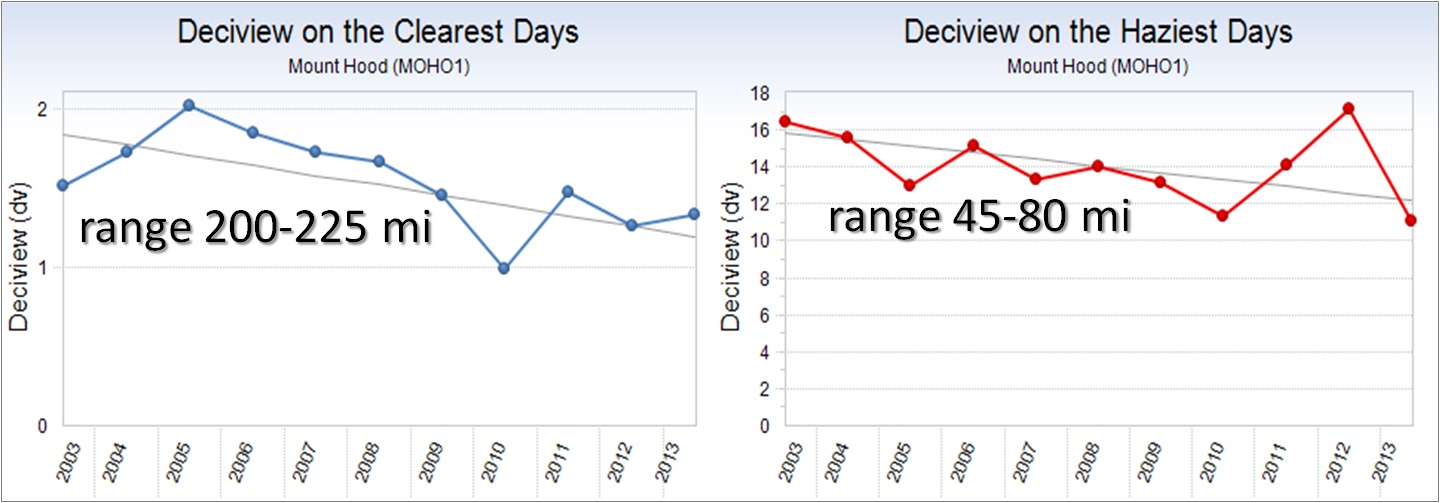 Deciview on the Clearest Days
Mount Hood (MOHO1)
Deciview (dv)
2
1
0
range 200-225 mi
2003 2004 2005 2006 2007 2008 2009 2010 2011 2012 2013
Deciview on the Haziest Days
Mount Hood (MOHO1)
Deciview (dv)
18
16
14
12
10
8
6
4
2
0
range 45-80 mi
2003 2004 2005 2006 2007 2008 2009 2010 2011 2012 2013